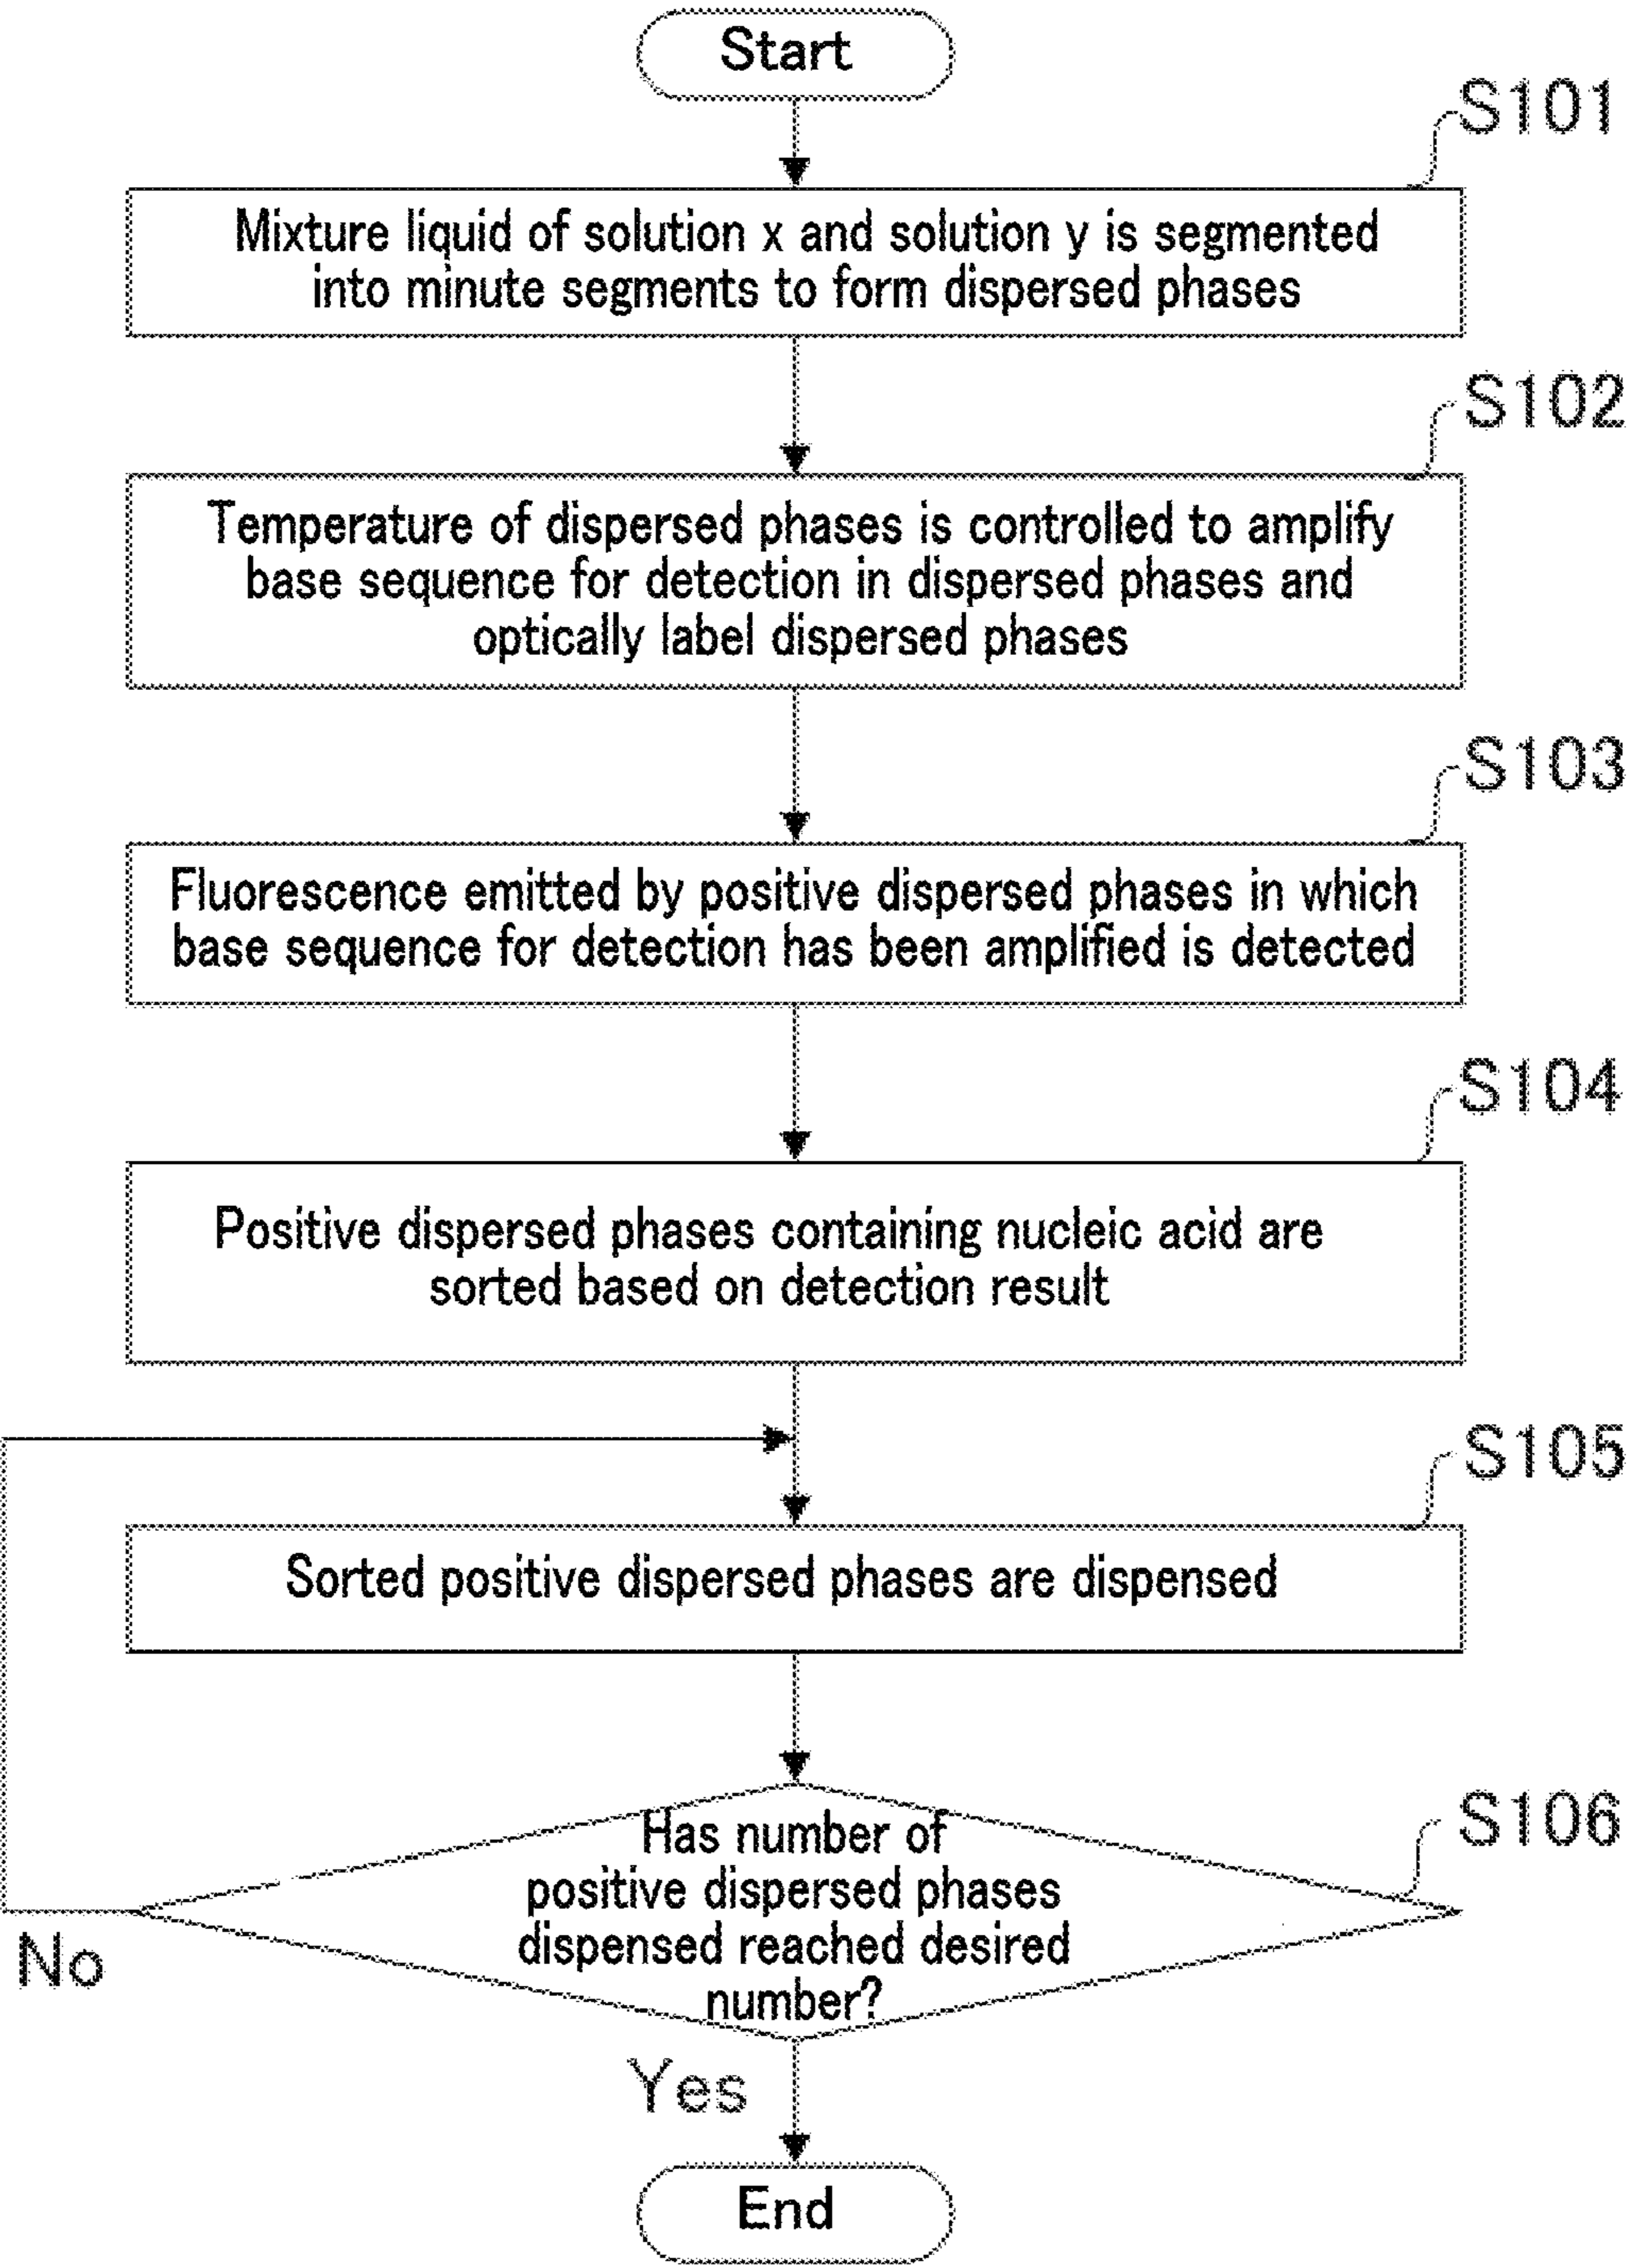 Start
S101
Mixture liquid of solution x and solution y is segmented
into minute segments to form dispersed phases
S102
Temperature of dispersed phases is controlled to amplify
base sequence for detection in dispersed phases and
optically label dispersed phases
S103
Fluorescence emitted by positive dispersed phases in which
base sequence for detection has been amplified is detected
S104
Positive dispersed phases containing nucleic acid are
sorted based on detection result
S105
Sorted positive dispersed phases are dispensed
S106
Has number of
positive dispersed phases
dispensed reached desired
number?
No
Yes
End